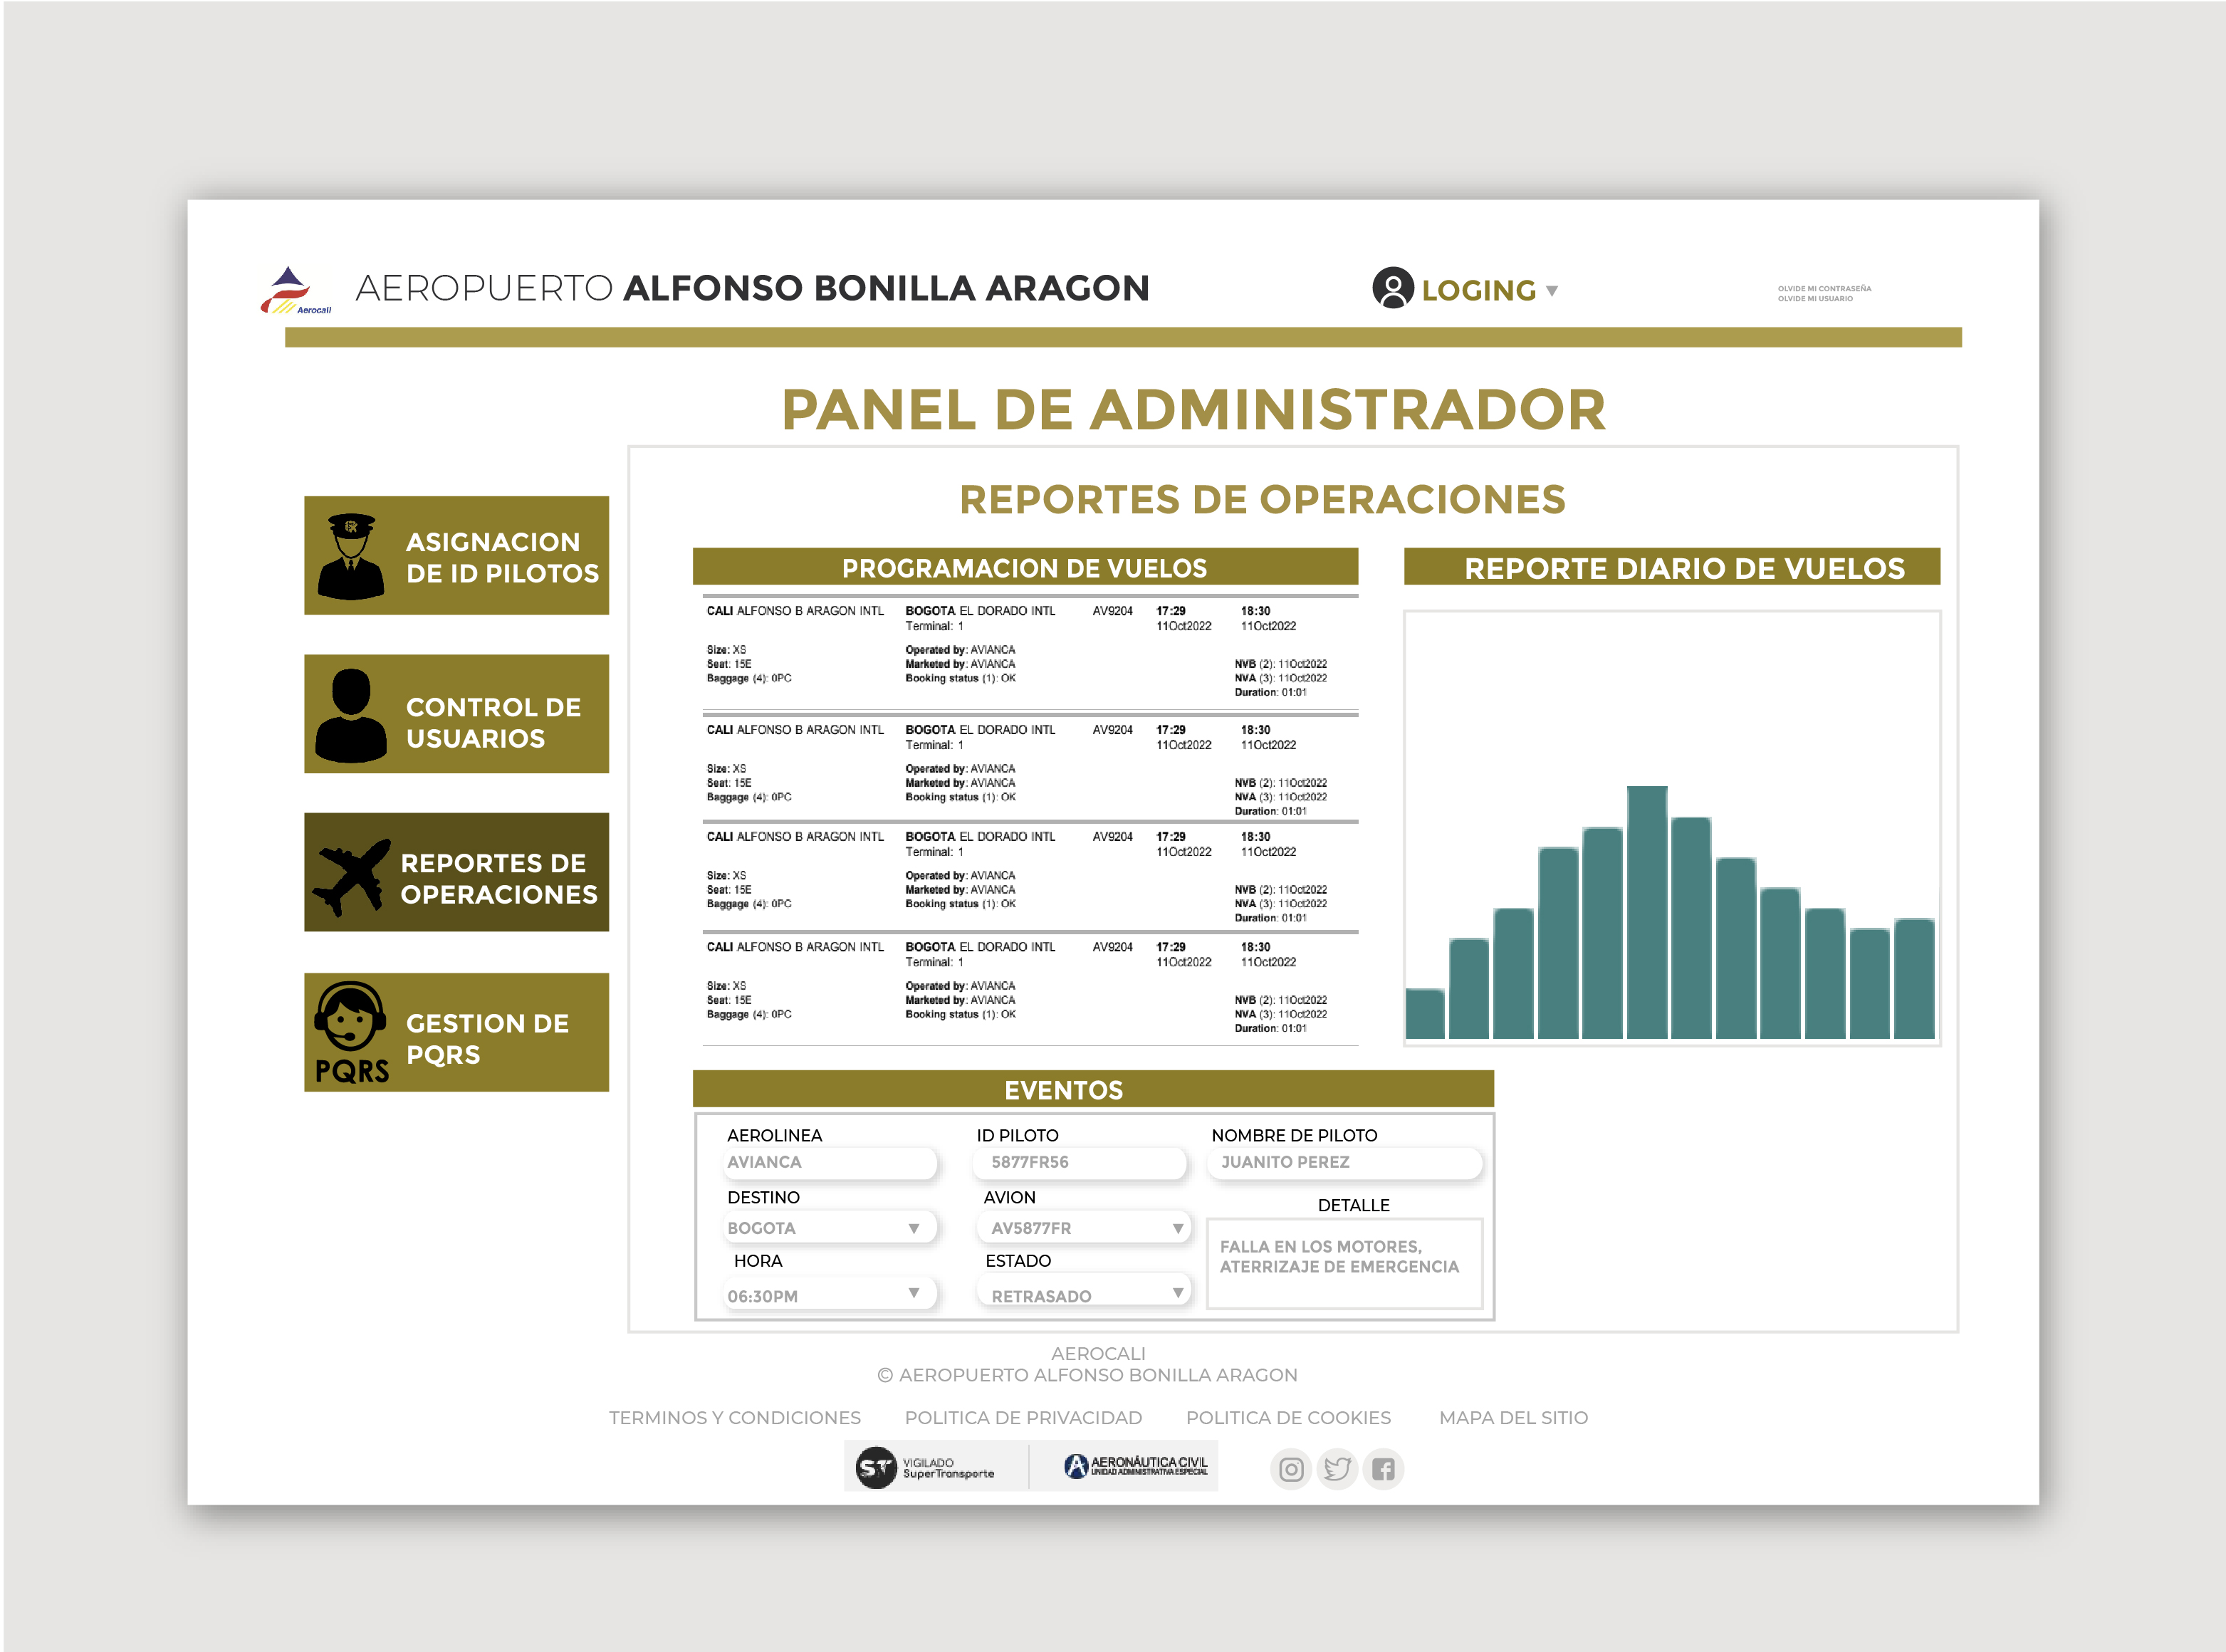 Aerocali
AEROPUERTO ALFONSO BONILLA ARAGON
LOGING
OLVIDE MI CONTRASEÑA
OLVIDE MI USUARIO
PANEL DE ADMINISTRADOR
ASIGNACION
DE ID PILOTOS
CONTROL DE
USUARIOS
REPORTES DE
OPERACIONES
PQRS
GESTION DE
PQRS
REPORTES DE OPERACIONES
PROGRAMACION DE VUELOS
CALI ALFONSO B ARAGON INTL BOGOTA EL DORADO INTL AV9204 17:29 18:30
Terminal: 1 11Oct2022 11Oct2022
Size: XS Operated by: AVIANCA
Seat: 15E Marketed by: AVIANCA NVB (2): 11Oct2022
Baggage (4): 0PC Booking status (1): OK NVA (3): 11Oct2022
Duration: 01:01
CALI ALFONSO B ARAGON INTL BOGOTA EL DORADO INTL AV9204 17:29 18:30
Terminal: 1 11Oct2022 11Oct2022
Size: XS Operated by: AVIANCA
Seat: 15E Marketed by: AVIANCA NVB (2): 11Oct2022
Baggage (4): 0PC Booking status (1): OK NVA (3): 11Oct2022
Duration: 01:01
CALI ALFONSO B ARAGON INTL BOGOTA EL DORADO INTL AV9204 17:29 18:30
Terminal: 1 11Oct2022 11Oct2022
Size: XS Operated by: AVIANCA
Seat: 15E Marketed by: AVIANCA NVB (2): 11Oct2022
Baggage (4): 0PC Booking status (1): OK NVA (3): 11Oct2022
Duration: 01:01
CALI ALFONSO B ARAGON INTL BOGOTA EL DORADO INTL AV9204 17:29 18:30
Terminal: 1 11Oct2022 11Oct2022
Size: XS Operated by: AVIANCA
Seat: 15E Marketed by: AVIANCA NVB (2): 11Oct2022
Baggage (4): 0PC Booking status (1): OK NVA (3): 11Oct2022
Duration: 01:01
REPORTE DIARIO DE VUELOS
EVENTOS
AEROLINEA ID PILOTO NOMBRE DE PILOTO
AVIANCA 5877FR56 JUANITO PEREZ
DESTINO AVION DETALLE
BOGOTA AV5877FR
FALLA EN LOS MOTORES,
ATERRIZAJE DE EMERGENCIA
HORA ESTADO
06:30PM RETRASADO
AEROCALI
© AEROPUERTO ALFONSO BONILLA ARAGON
TERMINOS Y CONDICIONES POLITICA DE PRIVACIDAD POLITICA DE COOKIES MAPA DEL SITIO
ST VIGILADO
SuperTransporte
AERONÁUTICA CIVIL
UNIDAD ADMINISTRATIVA ESPECIAL